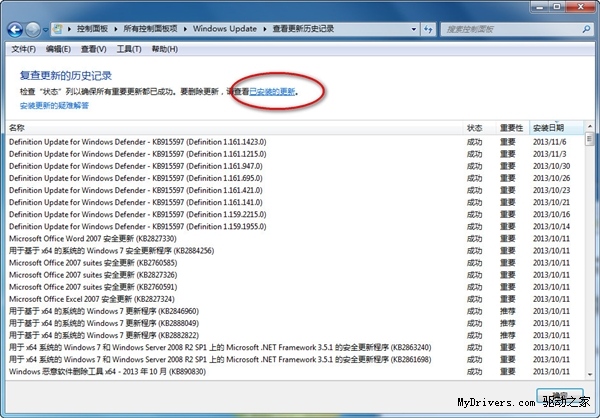 控制面板 ▸ 所有控制面板项 ▸ Windows Update ▸ 查看更新历史记录
搜索控制面板
文件(F) 编辑(E) 查看(V) 工具(T) 帮助(H)
复查更新的历史记录
检查“状态”列以确保所有重要更新都已成功。要删除更新，请查看已安装的更新。
安装更新的疑难解答
名称 状态 重要性 安装日期
Definition Update for Windows Defender - KB915597 (Definition 1.161.1423.0) 成功 重要 2013/11/6
Definition Update for Windows Defender - KB915597 (Definition 1.161.1215.0) 成功 重要 2013/11/3
Definition Update for Windows Defender - KB915597 (Definition 1.161.947.0) 成功 重要 2013/10/30
Definition Update for Windows Defender - KB915597 (Definition 1.161.695.0) 成功 重要 2013/10/26
Definition Update for Windows Defender - KB915597 (Definition 1.161.421.0) 成功 重要 2013/10/23
Definition Update for Windows Defender - KB915597 (Definition 1.161.141.0) 成功 重要 2013/10/21
Definition Update for Windows Defender - KB915597 (Definition 1.159.2215.0) 成功 重要 2013/10/16
Definition Update for Windows Defender - KB915597 (Definition 1.159.1955.0) 成功 重要 2013/10/14
Microsoft Office Word 2007 安全更新 (KB2827330) 成功 重要 2013/10/11
用于基于 x64 的系统的 Windows 7 安全更新程序 (KB2884256) 成功 重要 2013/10/11
Microsoft Office 2007 suites 安全更新 (KB2760585) 成功 重要 2013/10/11
Microsoft Office 2007 suites 安全更新 (KB2827326) 成功 重要 2013/10/11
Microsoft Office 2007 suites 安全更新 (KB2760591) 成功 重要 2013/10/11
Microsoft Office Excel 2007 安全更新 (KB2827324) 成功 重要 2013/10/11
用于基于 x64 的系统的 Windows 7 更新程序 (KB2846960) 成功 推荐 2013/10/11
用于基于 x64 的系统的 Windows 7 更新程序 (KB2888049) 成功 推荐 2013/10/11
用于基于 x64 的系统的 Windows 7 更新程序 (KB2882822) 成功 推荐 2013/10/11
用于 x64 系统的 Windows 7 和 Windows Server 2008 R2 SP1 上的 Microsoft .NET Framework 3.5.1 的安全更新程序 (KB2863240) 成功 重要 2013/10/11
用于 x64 系统的 Windows 7 和 Windows Server 2008 R2 SP1 上的 Microsoft .NET Framework 3.5.1 的安全更新程序 (KB2861698) 成功 重要 2013/10/11
Windows 恶意软件删除工具 x64 - 2013 年 10 月 (KB890830) 成功 重要 2013/10/11
确定
MyDrivers.com 驱动之家